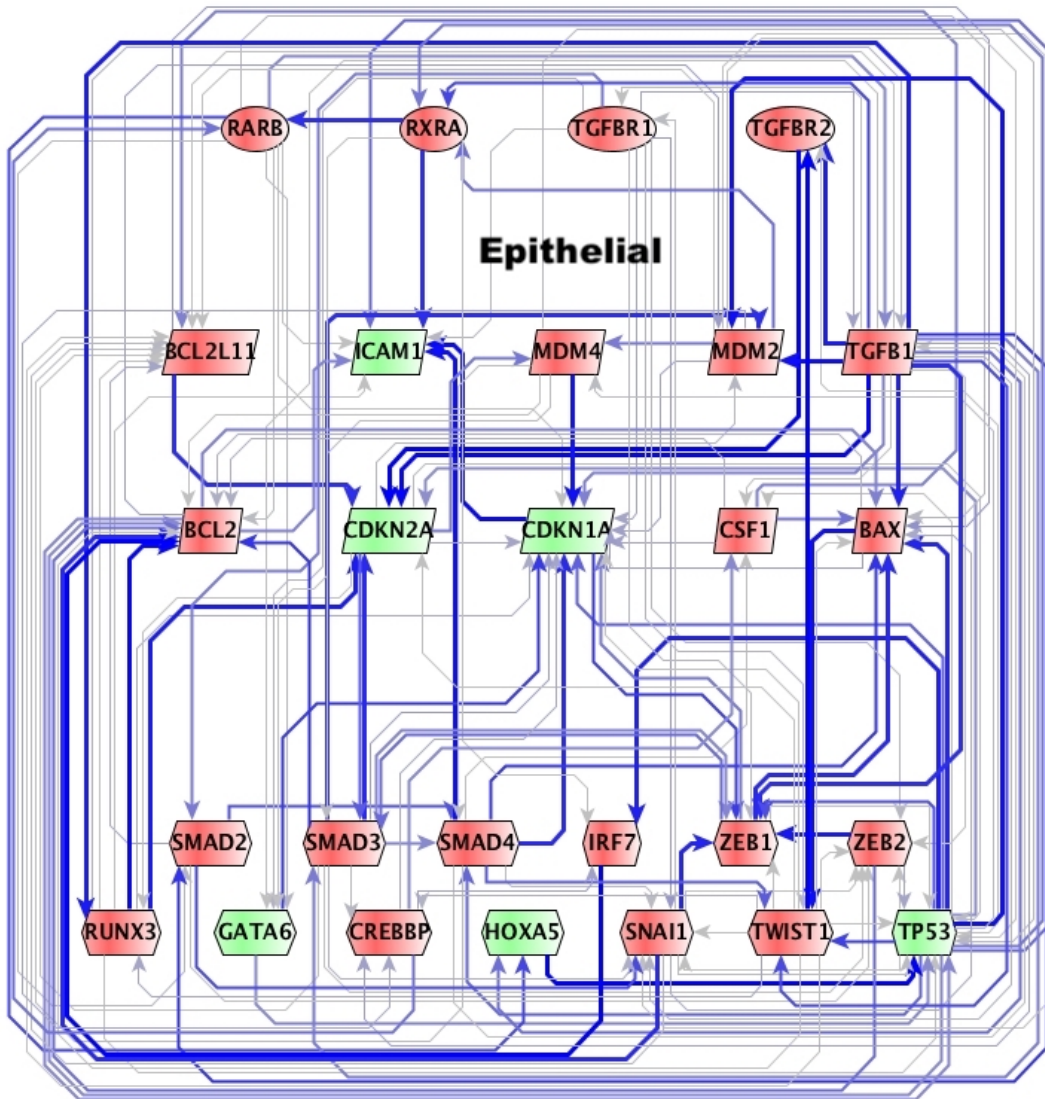 RARB RXRA TGFBR1 TGFBR2
Epithelial
BCL2L11 ICAM1 MDM4 MDM2 TGFB1
BCL2 CDKN2A CDKN1A CSF1 BAX
SMAD2 SMAD3 SMAD4 IRF7 ZEB1 ZEB2
RUNX3 GATA6 CREBBP HOXA5 SNAI1 TWIST1 TP53